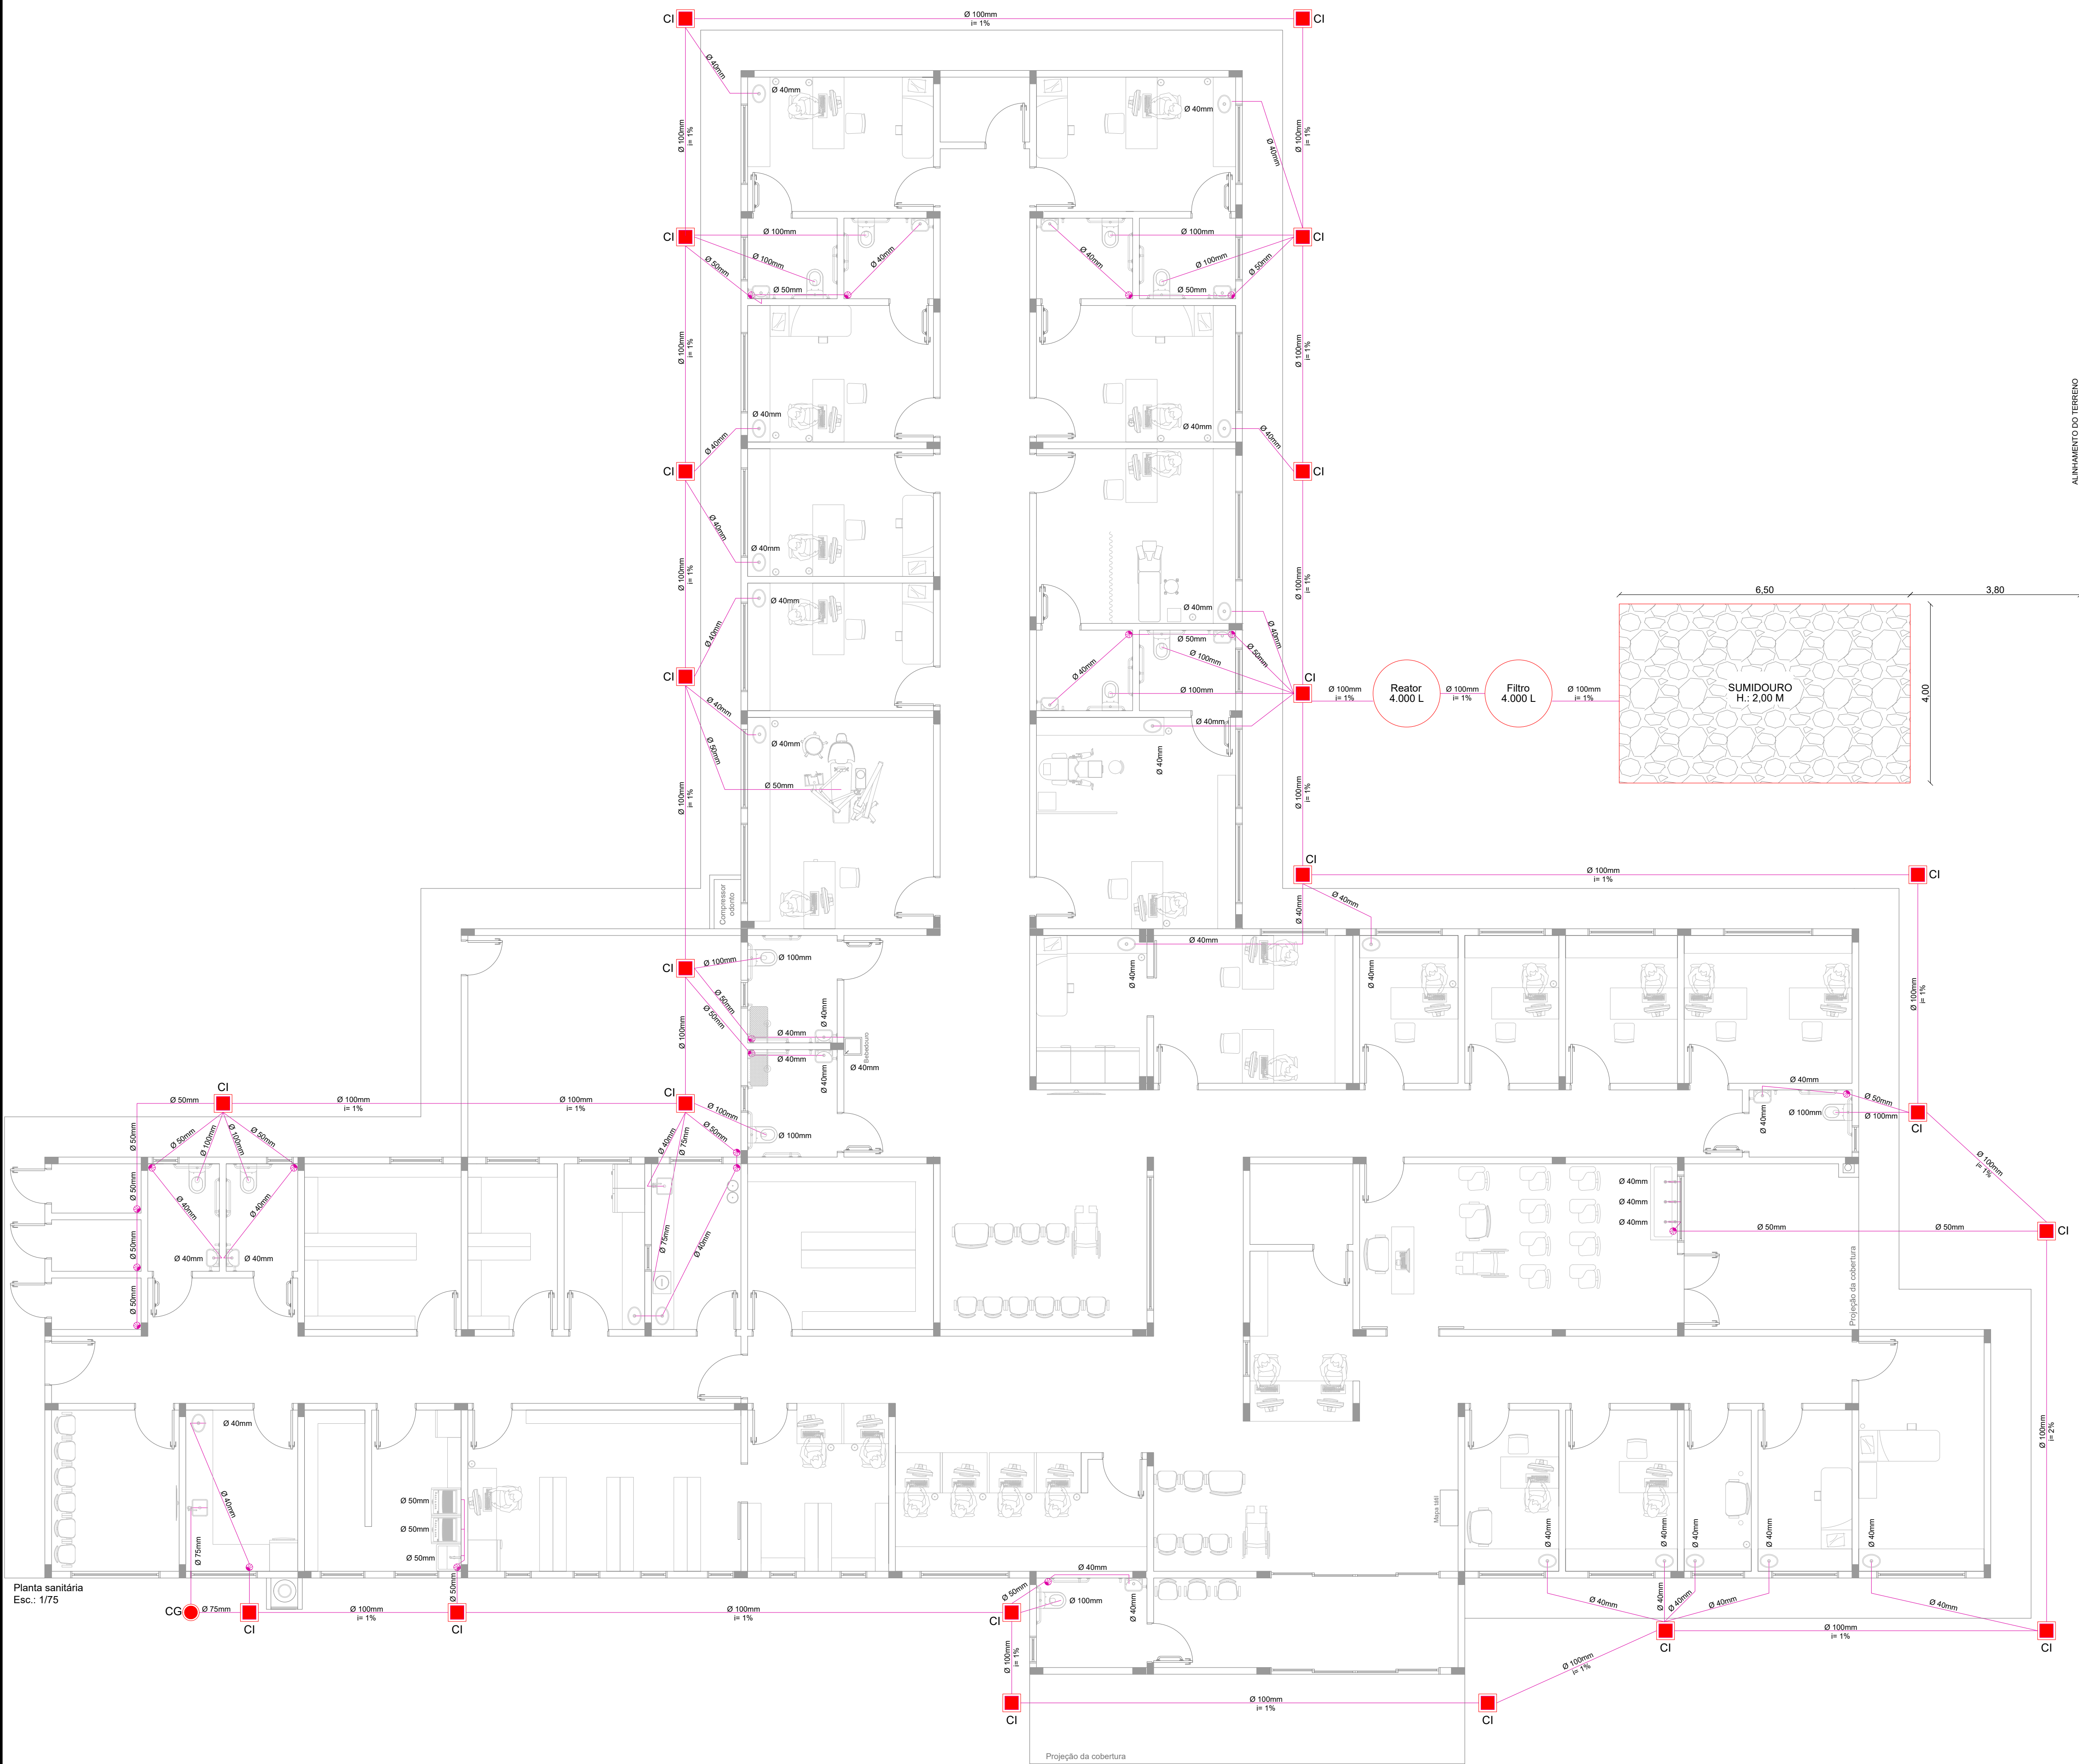 CI
Ø 100mm
i= 1%
CI
Ø 40mm
Ø 40mm
Ø 40mm
Ø 40mm
Ø 100mm
i= 1%
Ø 100mm
i= 1%
CI
Ø 100mm
Ø 100mm
Ø 50mm
Ø 40mm
Ø 50mm
Ø 100mm
Ø 100mm
Ø 40mm
Ø 50mm
Ø 50mm
CI
ALINHAMENTO DO TERRENO
Ø 100mm
i= 1%
Ø 100mm
i= 1%
Ø 40mm
Ø 40mm
Ø 40mm
Ø 40mm
CI
CI
Ø 40mm
Ø 40mm
Ø 100mm
i= 1%
Ø 100mm
i= 1%
6,50
3,80
Ø 40mm
Ø 40mm
Ø 40mm
Ø 40mm
Ø 50mm
Ø 50mm
Ø 100mm
Ø 40mm
Ø 100mm
CI
CI
Ø 100mm
i= 1%
Reator
4.000 L
Ø 100mm
i= 1%
Filtro
4.000 L
Ø 100mm
i= 1%
SUMIDOURO
H.: 2,00 M
4,00
Ø 40mm
Ø 40mm
Ø 50mm
Ø 50mm
Ø 40mm
Ø 40mm
Ø 100mm
i= 1%
Ø 100mm
i= 1%
CI
Ø 100mm
i= 1%
CI
Compressor
odonto
Ø 40mm
Ø 40mm
Ø 40mm
Ø 40mm
Ø 40mm
CI
Ø 100mm
Ø 100mm
Ø 50mm
Ø 50mm
Ø 40mm
Ø 40mm
Ø 40mm
Ø 40mm
Bebedouro
Ø 40mm
Ø 100mm
Ø 100mm
i= 1%
CI
Ø 50mm
Ø 100mm
i= 1%
Ø 100mm
i= 1%
CI
Ø 100mm
Ø 100mm
Ø 50mm
Ø 40mm
Ø 75mm
Ø 40mm
Ø 40mm
Ø 50mm
Ø 100mm
Ø 100mm
CI
Ø 50mm
Ø 50mm
Ø 100mm
Ø 100mm
Ø 50mm
Ø 100mm
i= 1%
Ø 50mm
Ø 50mm
Ø 50mm
Ø 40mm
Ø 40mm
Ø 40mm
Ø 40mm
Ø 75mm
Ø 40mm
Ø 40mm
Ø 40mm
Ø 40mm
Ø 50mm
Ø 50mm
CI
Projeção da cobertura
Ø 40mm
Ø 40mm
Ø 75mm
Ø 50mm
Ø 50mm
Ø 50mm
Ø 50mm
Mapa tátil
Ø 40mm
Ø 40mm
Ø 40mm
Ø 40mm
Ø 40mm
Ø 100mm
i= 2%
Planta sanitária
Esc.: 1/75
CG
Ø 75mm
CI
Ø 100mm
i= 1%
CI
Ø 100mm
i= 1%
CI
Ø 50mm
Ø 40mm
Ø 100mm
Ø 40mm
Ø 40mm
Ø 40mm
Ø 40mm
Ø 40mm
Ø 40mm
CI
Ø 100mm
i= 1%
CI
Ø 100mm
i= 1%
Ø 100mm
i= 1%
CI
Ø 100mm
i= 1%
CI
Projeção da cobertura